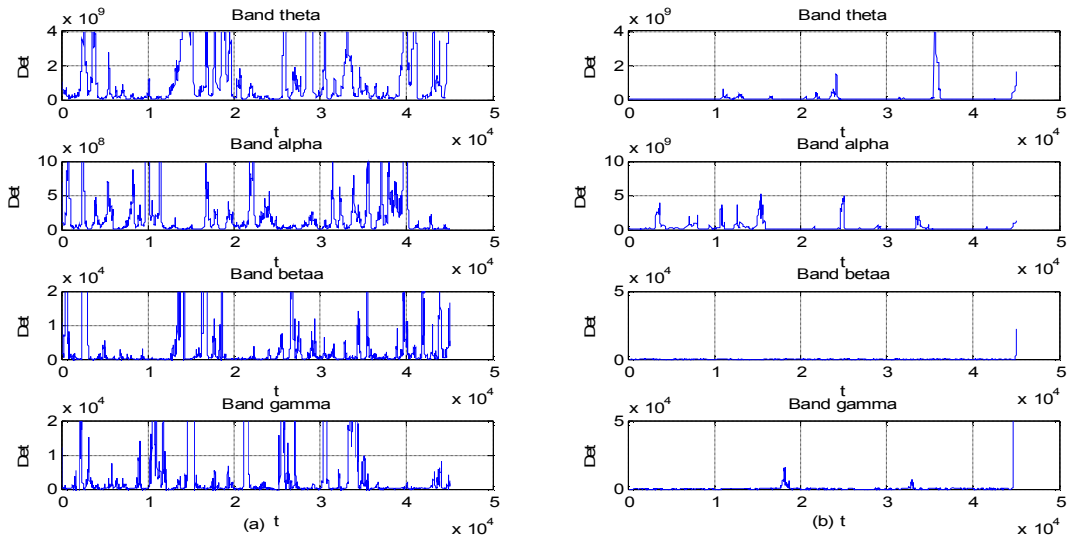 x 10^9
Band theta
4
2
0
Det
0 1 2 3 4 5
t
x 10^4
x 10^8
Band alpha
10
5
0
Det
0 1 2 3 4 5
t
x 10^4
x 10^4
Band betaa
2
1
0
Det
0 1 2 3 4 5
t
x 10^4
x 10^4
Band gamma
2
1
0
Det
0 1 2 3 4 5
(a) t
x 10^4
x 10^9
Band theta
4
2
0
Det
0 1 2 3 4 5
t
x 10^4
x 10^9
Band alpha
10
5
0
Det
0 1 2 3 4 5
t
x 10^4
x 10^4
Band betaa
5
0
Det
0 1 2 3 4 5
t
x 10^4
x 10^4
Band gamma
5
0
Det
0 1 2 3 4 5
(b) t
x 10^4